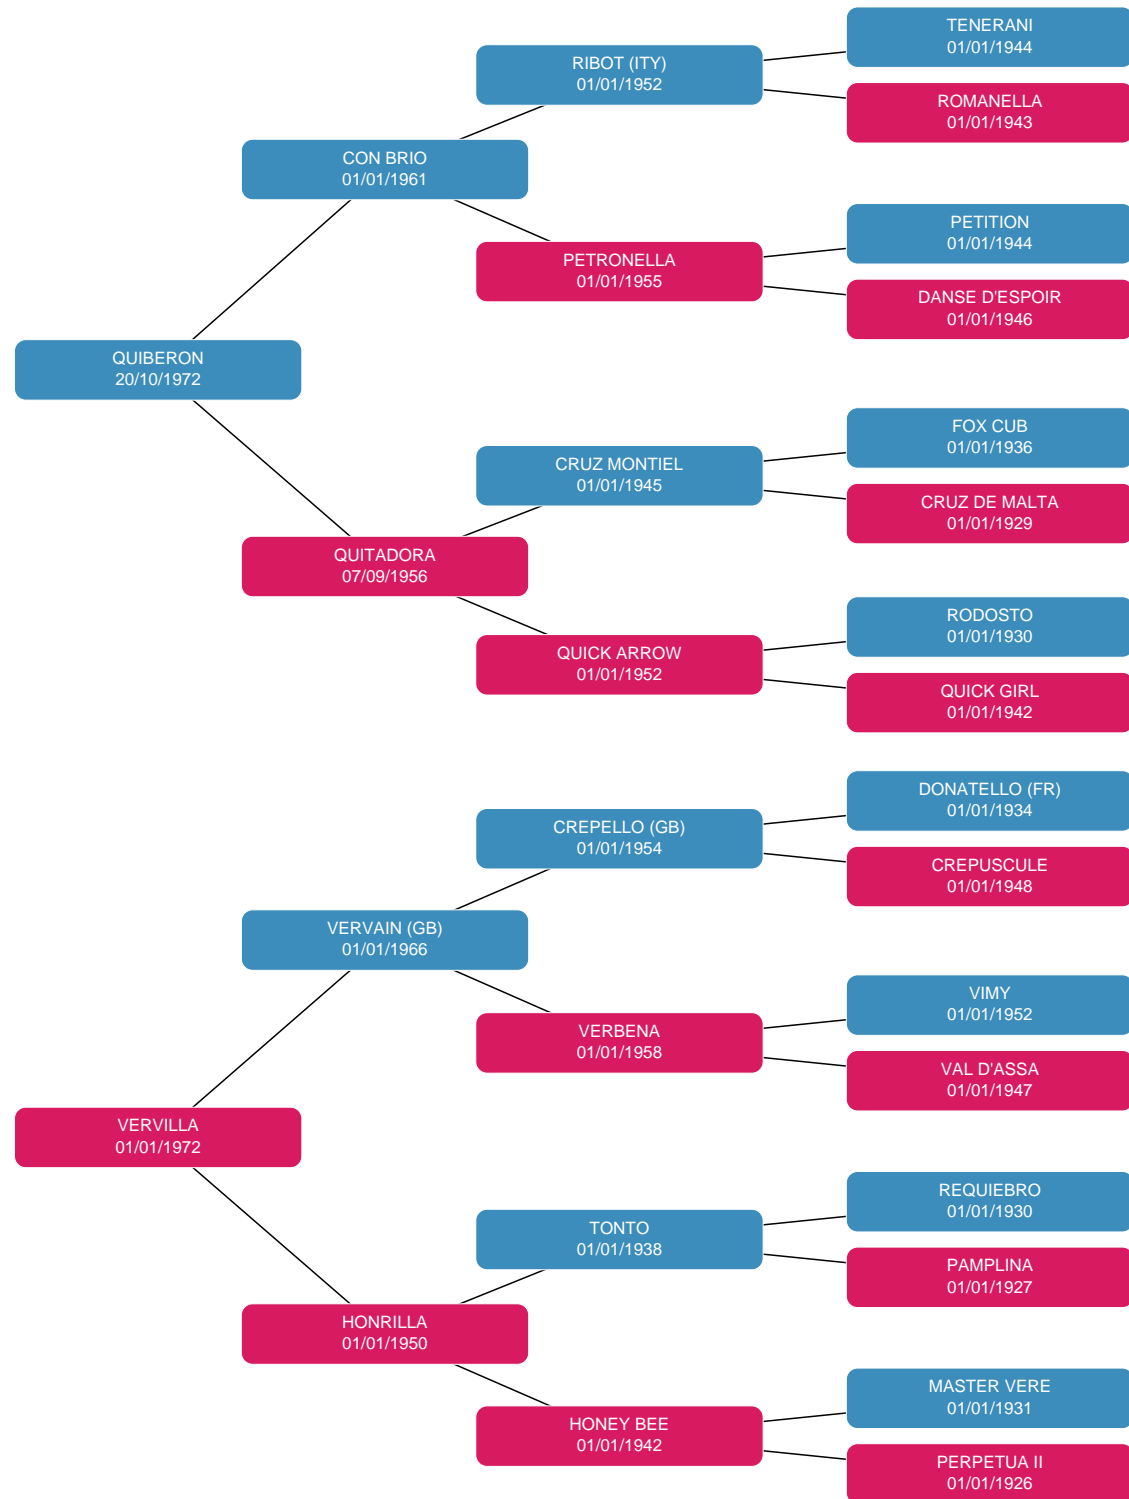 TENERANI
01/01/1944
RIBOT (ITY)
01/01/1952
ROMANELLA
01/01/1943
CON BRIO
01/01/1961
PETITION
01/01/1944
PETRONELLA
01/01/1955
DANSE D'ESPOIR
01/01/1946
QUIBERON
20/10/1972
FOX CUB
01/01/1936
CRUZ MONTIEL
01/01/1945
CRUZ DE MALTA
01/01/1929
QUITADORA
07/09/1956
RODOSTO
01/01/1930
QUICK ARROW
01/01/1952
QUICK GIRL
01/01/1942
DONATELLO (FR)
01/01/1934
CREPELLO (GB)
01/01/1954
CREPUSCULE
01/01/1948
VERVAIN (GB)
01/01/1966
VIMY
01/01/1952
VERBENA
01/01/1958
VAL D'ASSA
01/01/1947
VERVILLA
01/01/1972
REQUIEBRO
01/01/1930
TONTO
01/01/1938
PAMPLINA
01/01/1927
HONRILLA
01/01/1950
MASTER VERE
01/01/1931
HONEY BEE
01/01/1942
PERPETUA II
01/01/1926